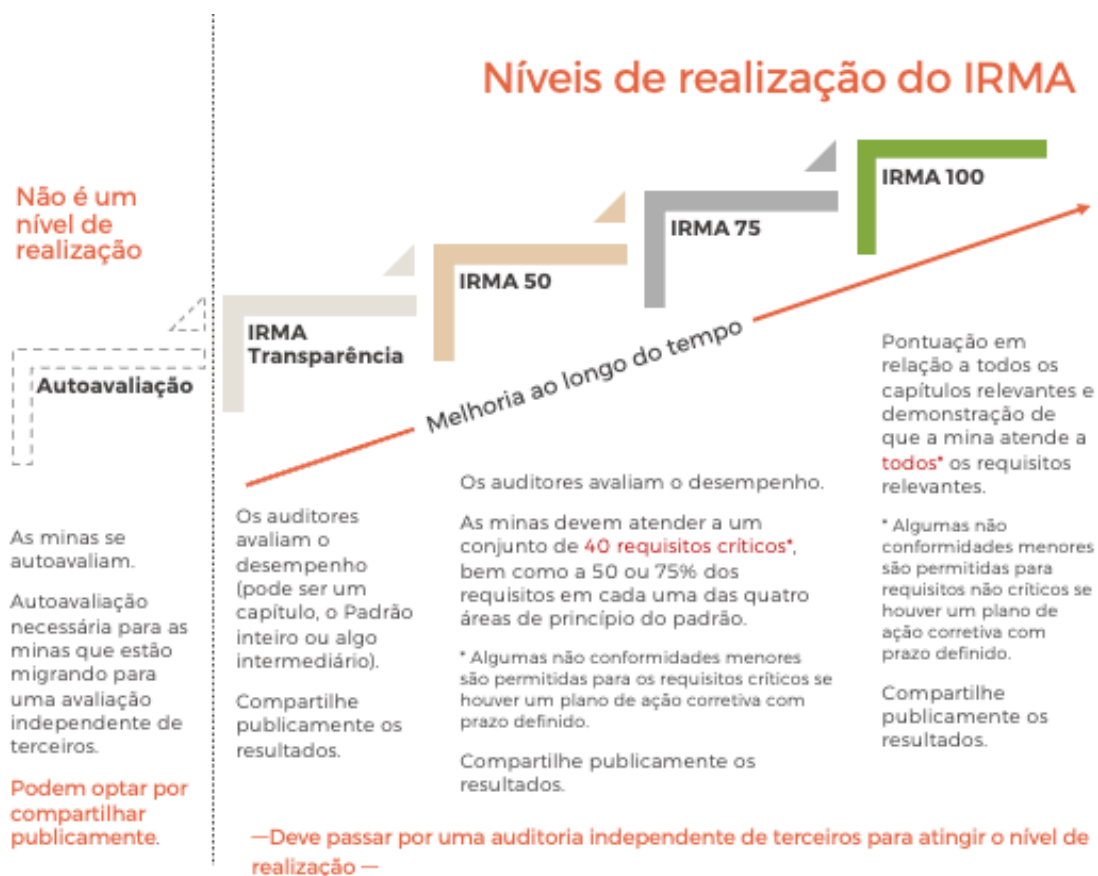 Níveis de realização do IRMA
Não é um
nível de
realização
Autoavaliação
As minas se
autoavaliam.
Autoavaliação
necessária para as
minas que estão
migrando para
uma avaliação
independente de
terceiros.
Podem optar por
compartilhar
publicamente.
IRMA
Transparência
Os auditores
avaliam o
desempenho
(pode ser um
capítulo, o Padrão
inteiro ou algo
intermediário).
Compartilhe
publicamente os
resultados.
IRMA 50
IRMA 75
Melhoria ao longo do tempo
Os auditores avaliam o desempenho.
As minas devem atender a um
conjunto de 40 requisitos críticos*,
bem como a 50 ou 75% dos
requisitos em cada uma das quatro
áreas de princípio do padrão.
* Algumas não conformidades menores
são permitidas para os requisitos críticos se
houver um plano de ação corretiva com
prazo definido.
Compartilhe publicamente os
resultados.
IRMA 100
Pontuação em
relação a todos os
capítulos relevantes e
demonstração de
que a mina atende a
todos* os requisitos
relevantes.
* Algumas não
conformidades menores
são permitidas para
requisitos não críticos se
houver um plano de
ação corretiva com
prazo definido.
Compartilhe
publicamente os
resultados.
—Deve passar por uma auditoria independente de terceiros para atingir o nível de
realização —